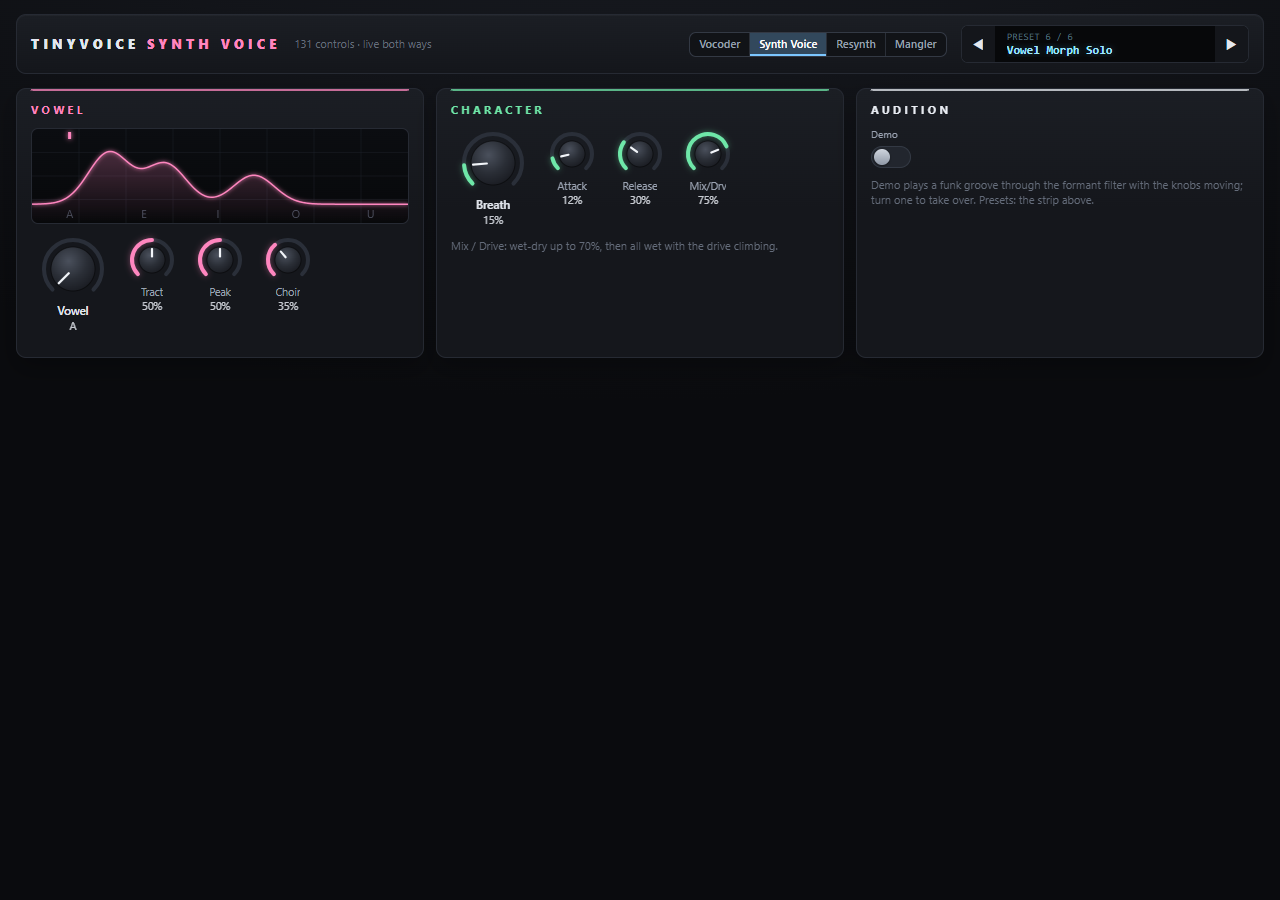 TINYVOICE SYNTH VOICE
131 controls · live both ways
Vocoder
Synth Voice
Resynth
Mangler
◀
PRESET 6 / 6
Vowel Morph Solo
▶
VOWEL
A E I O U
Vowel
A
Tract
50%
Peak
50%
Choir
35%
CHARACTER
Breath
15%
Attack
12%
Release
30%
Mix/Drv
75%
Mix / Drive: wet-dry up to 70%, then all wet with the drive climbing.
AUDITION
Demo
Demo plays a funk groove through the formant filter with the knobs moving;
turn one to take over. Presets: the strip above.